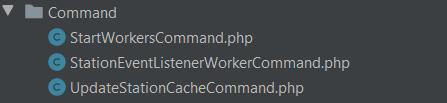 Command
StartWorkersCommand.php
StationEventListenerWorkerCommand.php
UpdateStationCacheCommand.php